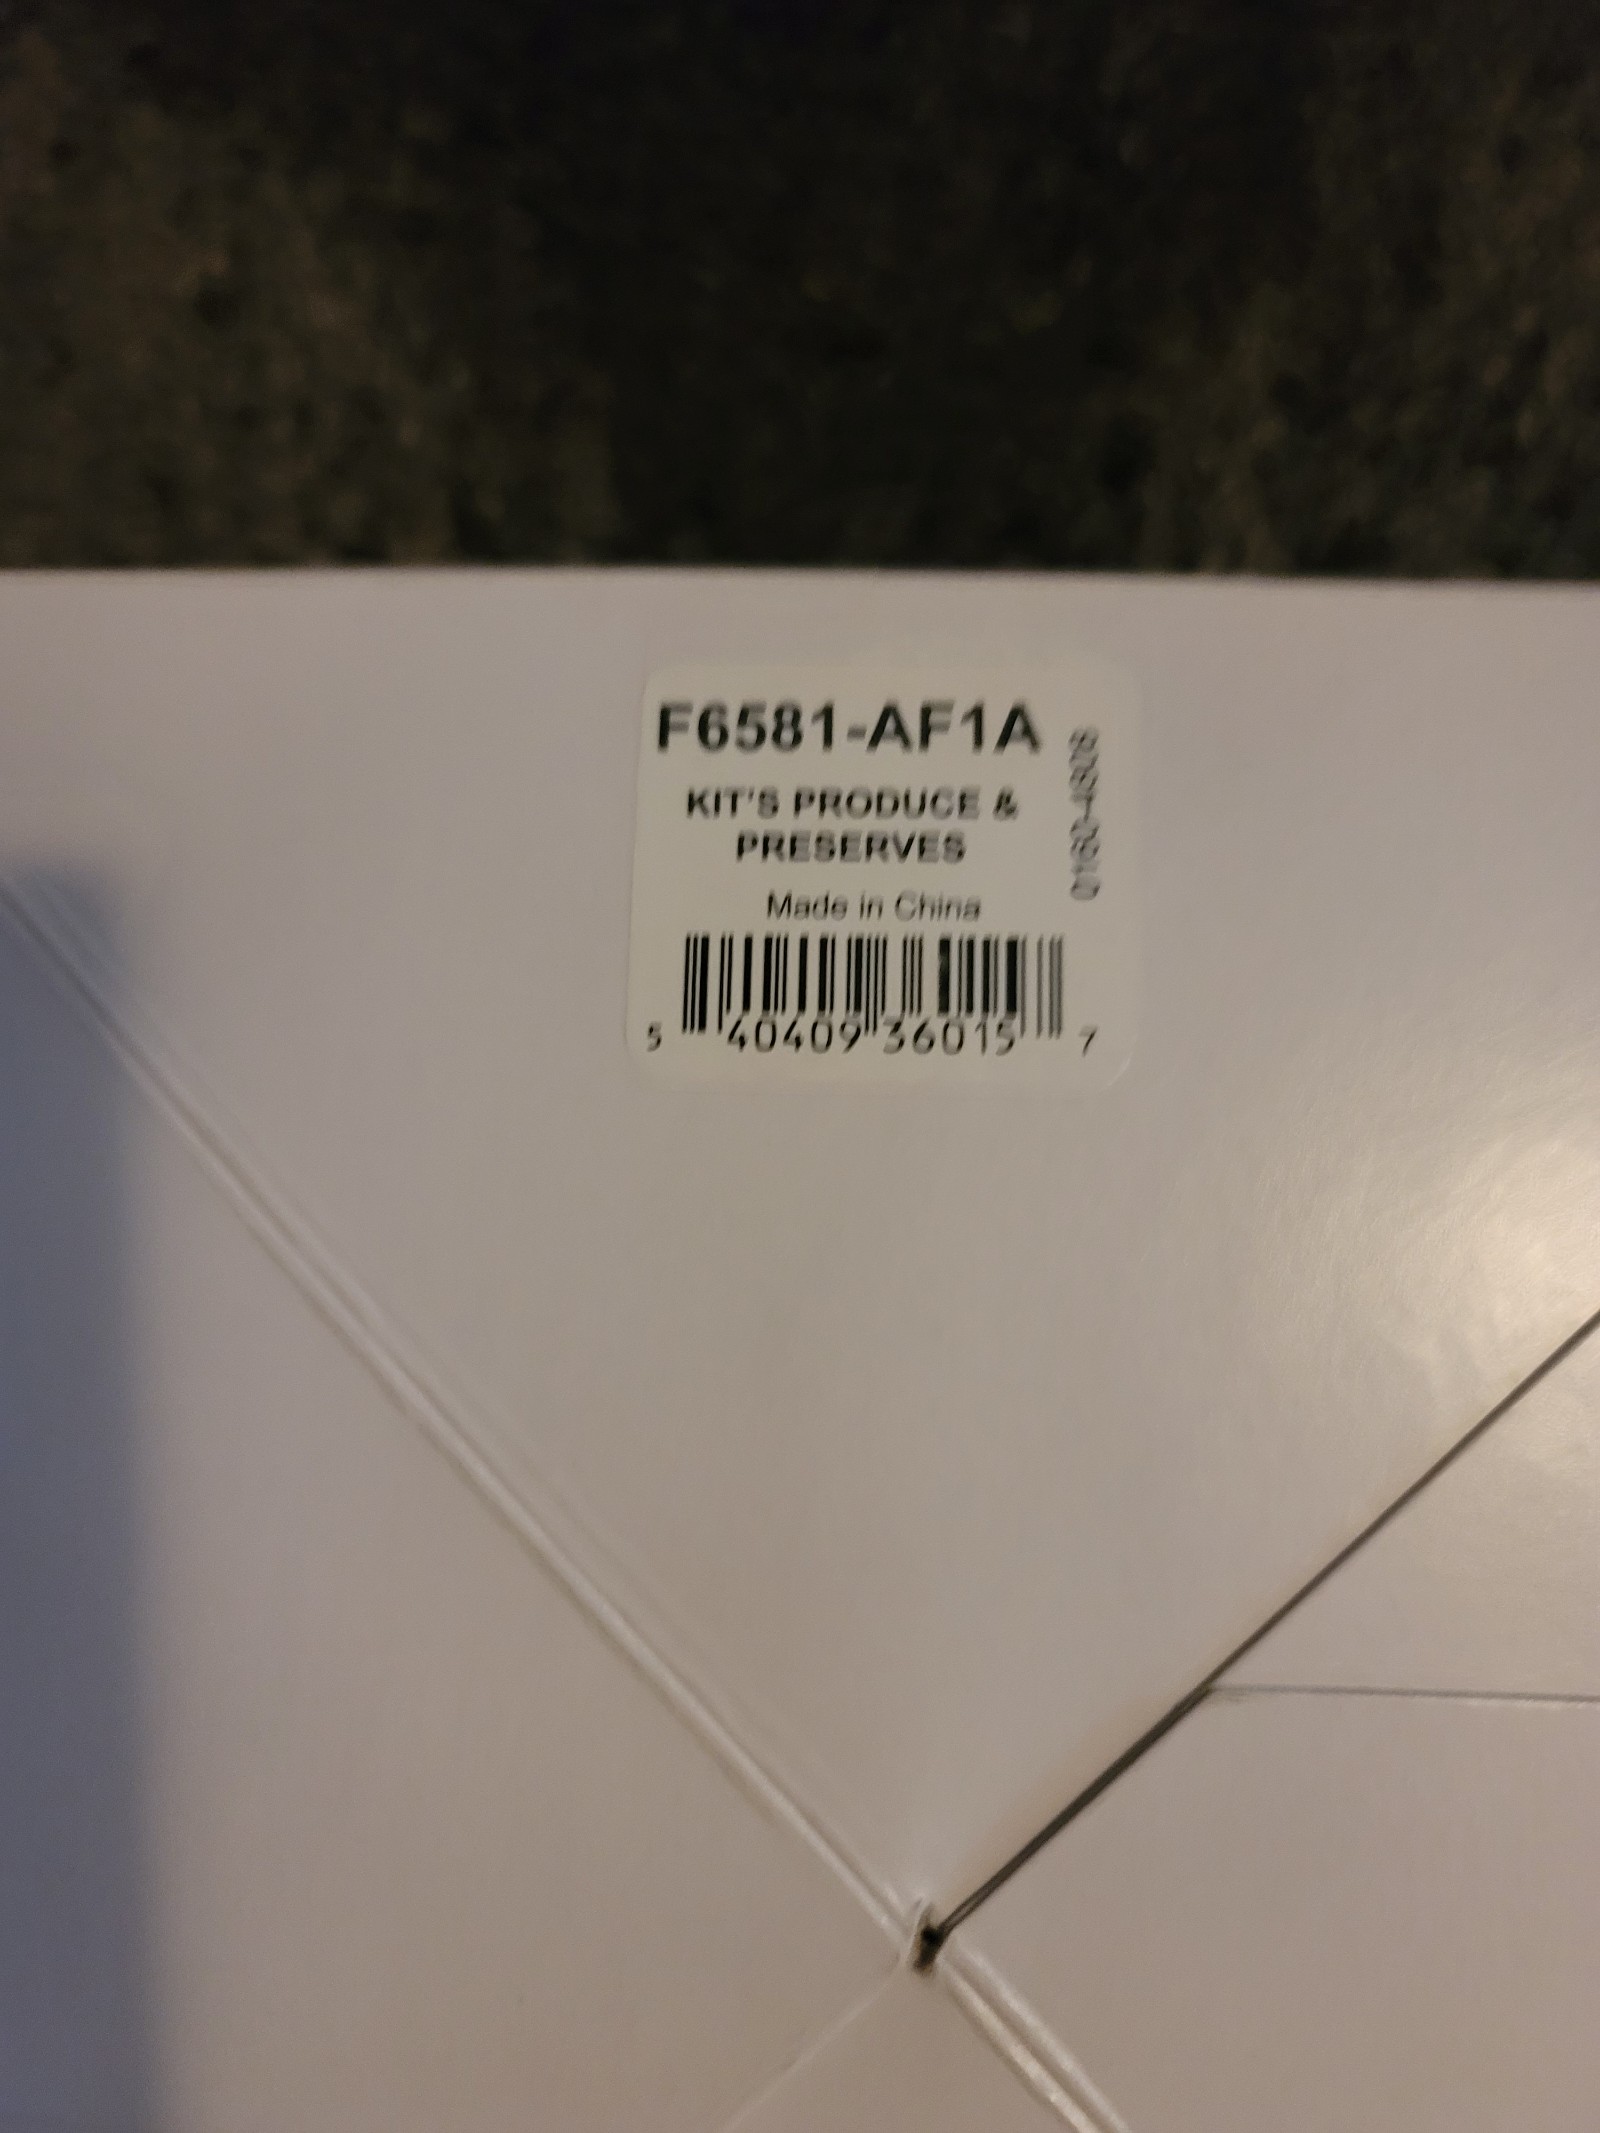 F6581-AF1A
KIT'S PRODUCE &
PRESERVES
Made in China
5 40409 36015 7